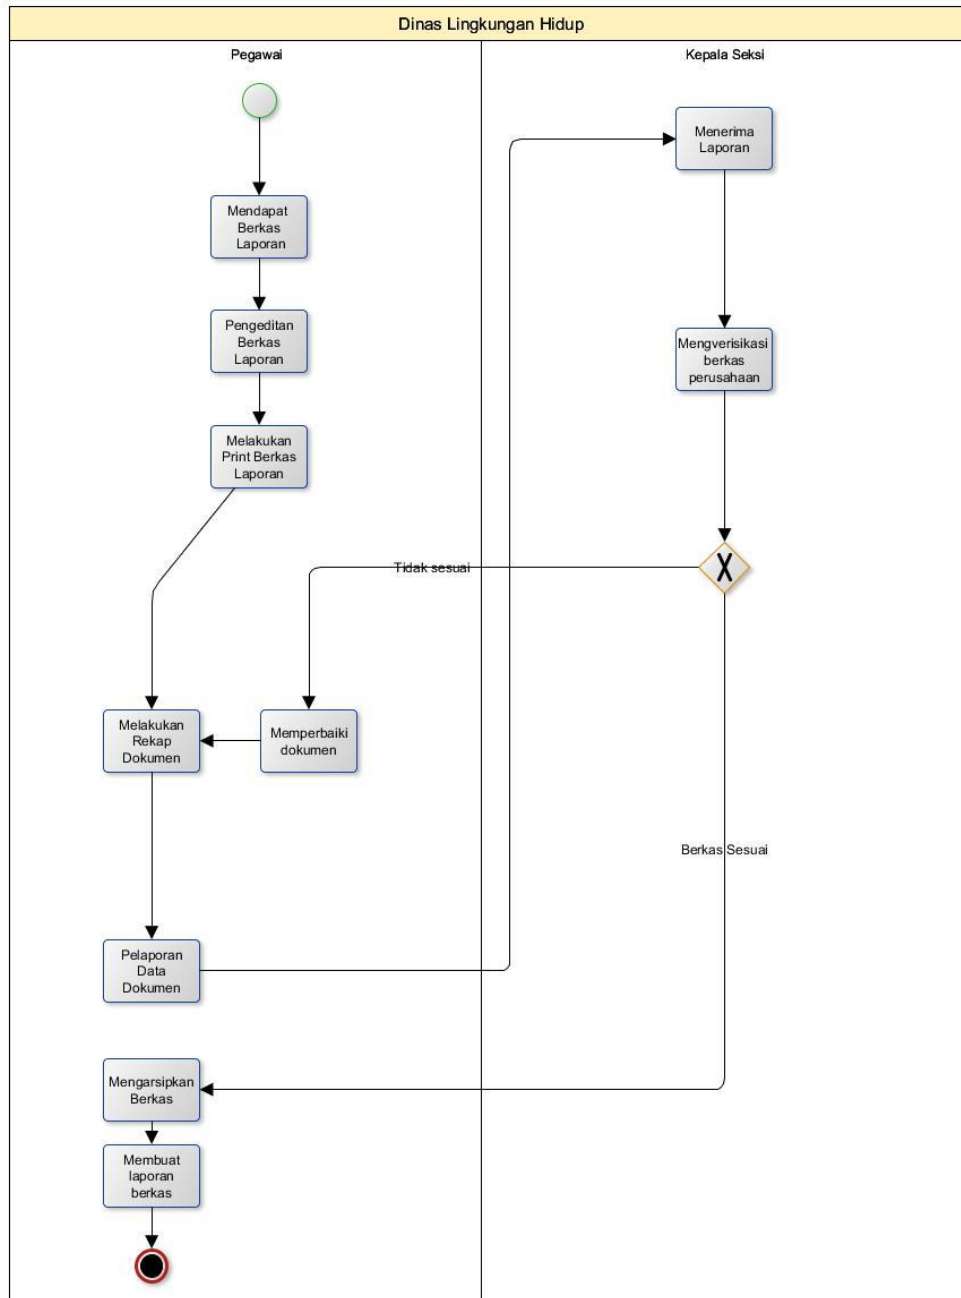 Dinas Lingkungan Hidup
Pegawai
Kepala Seksi
Menerima
Laporan
Mendapat
Berkas
Laporan
Pengeditan
Berkas
Laporan
Mengverisikasi
berkas
perusahaan
Melakukan
Print Berkas
Laporan
Tidak sesuai
X
Melakukan
Rekap
Dokumen
Memperbaiki
dokumen
Berkas Sesuai
Pelaporan
Data
Dokumen
Mengarsipkan
Berkas
Membuat
laporan
berkas